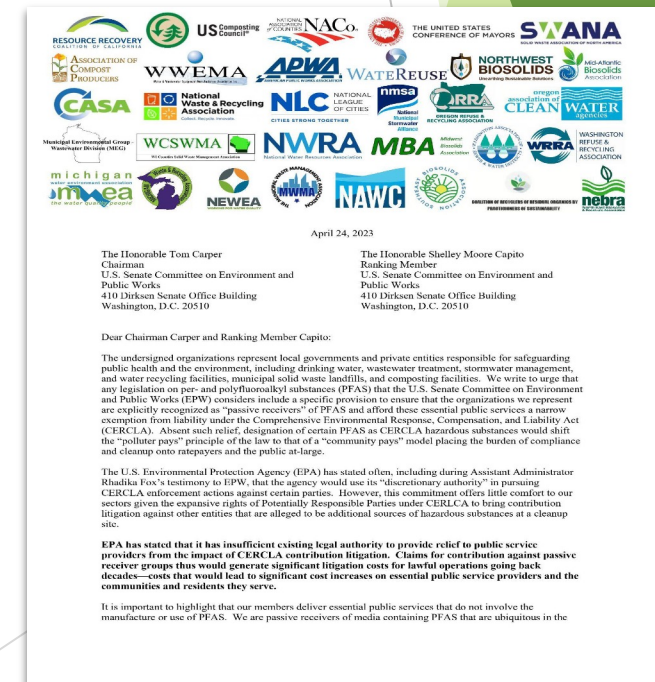 RESOURCE RECOVERY
COALITION OF CALIFORNIA
US Composting
Council®
NATIONAL
ASSOCIATION
of COUNTIES
NACo.
THE UNITED STATES
CONFERENCE OF MAYORS
SWANA
SOLID WASTE ASSOCIATION OF NORTH AMERICA
ASSOCIATION OF
COMPOST
PRODUCERS
WWEMA
APWA
WATEREUSE
NORTHWEST
BIOSOLIDS
Mid-Atlantic
Biosolids
Association
CASA
National
Waste & Recycling
Association
Collect. Recycle. Innovate.
NLC
NATIONAL
LEAGUE
OF CITIES
CITIES STRONG TOGETHER
nmsa
National
Municipal
Stormwater
Alliance
ORRA
OREGON REFUSE &
RECYCLING ASSOCIATION
oregon
association of
CLEAN WATER
agencies
Municipal Environmental Group -
Wastewater Division (MEG)
WCSWMA
WI Counties Solid Waste Management Association
NWRA
National Water Resources Association
MBA
Midwest
Biosolids
Association
WRRA
WASHINGTON
REFUSE &
RECYCLING
ASSOCIATION
michigan
water environment association
mwea
the water quality people
NEWEA
MWMA
NAWC
SOUTHEAST BIOSOLIDS ASSOCIATION
COALITION OF RECYCLERS OF RESIDUAL ORGANICS BY
PRACTITIONERS OF SUSTAINABILITY
nebra
April 24, 2023
The Honorable Tom Carper
Chairman
U.S. Senate Committee on Environment and
Public Works
410 Dirksen Senate Office Building
Washington, D.C. 20510
The Honorable Shelley Moore Capito
Ranking Member
U.S. Senate Committee on Environment and
Public Works
410 Dirksen Senate Office Building
Washington, D.C. 20510
Dear Chairman Carper and Ranking Member Capito:
The undersigned organizations represent local governments and private entities responsible for safeguarding
public health and the environment, including drinking water, wastewater treatment, stormwater management,
and water recycling facilities, municipal solid waste landfills, and composting facilities. We write to urge that
any legislation on per- and polyfluoroalkyl substances (PFAS) that the U.S. Senate Committee on Environment
and Public Works (EPW) considers include a specific provision to ensure that the organizations we represent
are explicitly recognized as “passive receivers” of PFAS and afford these essential public services a narrow
exemption from liability under the Comprehensive Environmental Response, Compensation, and Liability Act
(CERCLA). Absent such relief, designation of certain PFAS as CERCLA hazardous substances would shift
the “polluter pays” principle of the law to that of a “community pays” model placing the burden of compliance
and cleanup onto ratepayers and the public at-large.
The U.S. Environmental Protection Agency (EPA) has stated often, including during Assistant Administrator
Rhadika Fox’s testimony to EPW, that the agency would use its “discretionary authority” in pursuing
CERCLA enforcement actions against certain parties. However, this commitment offers little comfort to our
sectors given the expansive rights of Potentially Responsible Parties under CERLCA to bring contribution
litigation against other entities that are alleged to be additional sources of hazardous substances at a cleanup
site.
EPA has stated that it has insufficient existing legal authority to provide relief to public service
providers from the impact of CERCLA contribution litigation. Claims for contribution against passive
receiver groups thus would generate significant litigation costs for lawful operations going back
decades—costs that would lead to significant cost increases on essential public service providers and the
communities and residents they serve.
It is important to highlight that our members deliver essential public services that do not involve the
manufacture or use of PFAS. We are passive receivers of media containing PFAS that are ubiquitous in the